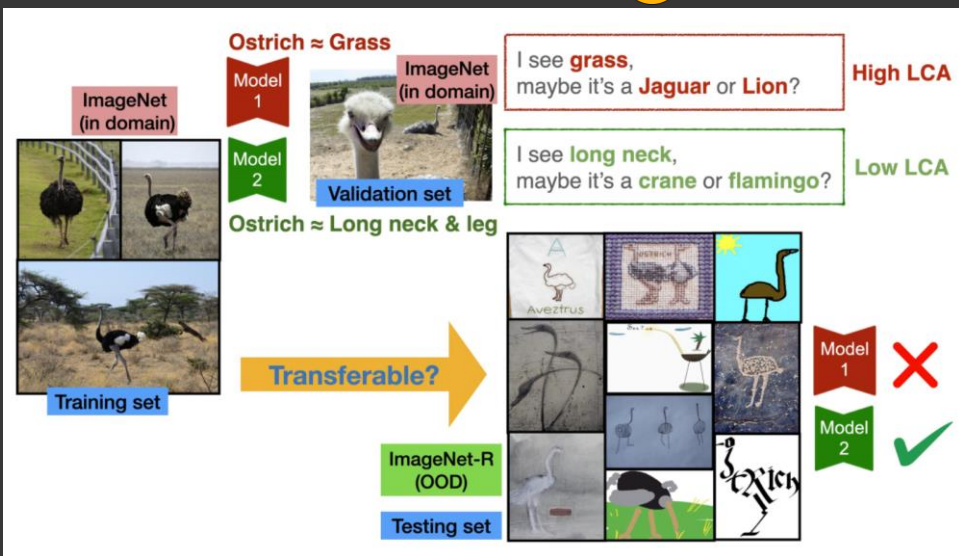 Ostrich ≈ Grass
Model
1
ImageNet
(in domain)
ImageNet
(in domain)
Model
2
Validation set
Ostrich ≈ Long neck & leg
I see grass,
maybe it's a Jaguar or Lion?
High LCA
I see long neck,
maybe it's a crane or flamingo?
Low LCA
Training set
Transferable?
A
Aveztrus
OSTRICH
Model
1
Model
2
ImageNet-R
(OOD)
Testing set